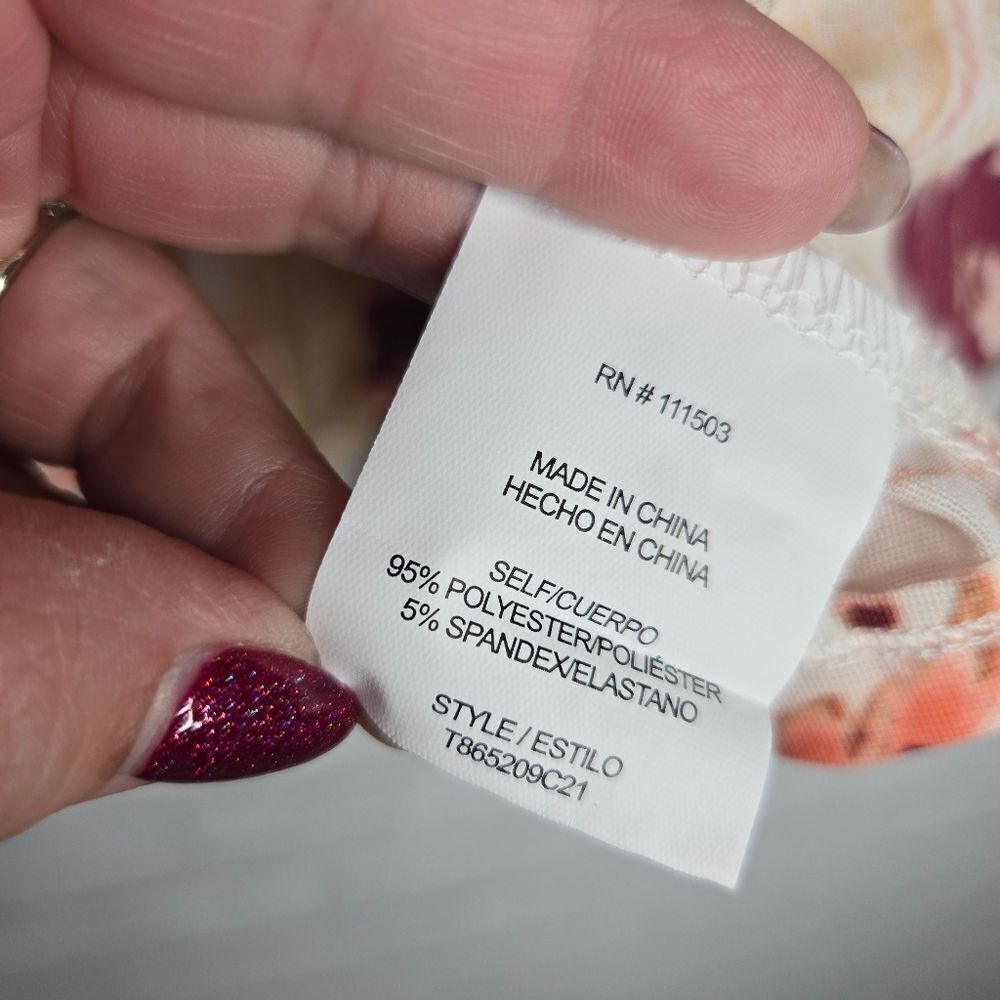 RN # 111503
MADE IN CHINA
HECHO EN CHINA
SELF/CUERPO
95% POLYESTER/POLIÉSTER
5% SPANDEX/ELASTANO
STYLE / ESTILO
T865209C21